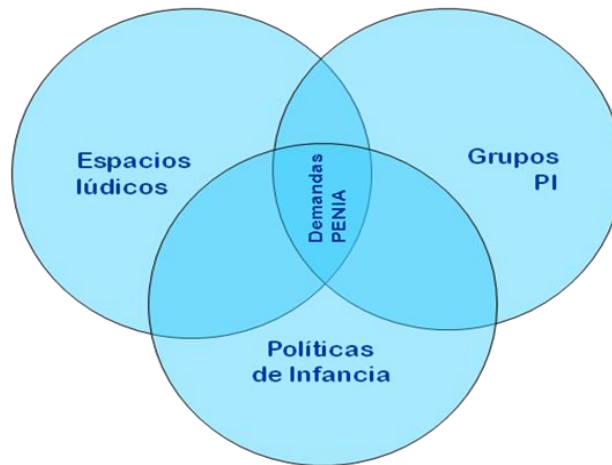 Espacios
lúdicos
Grupos
PI
Demandas
PENIA
Políticas
de Infancia